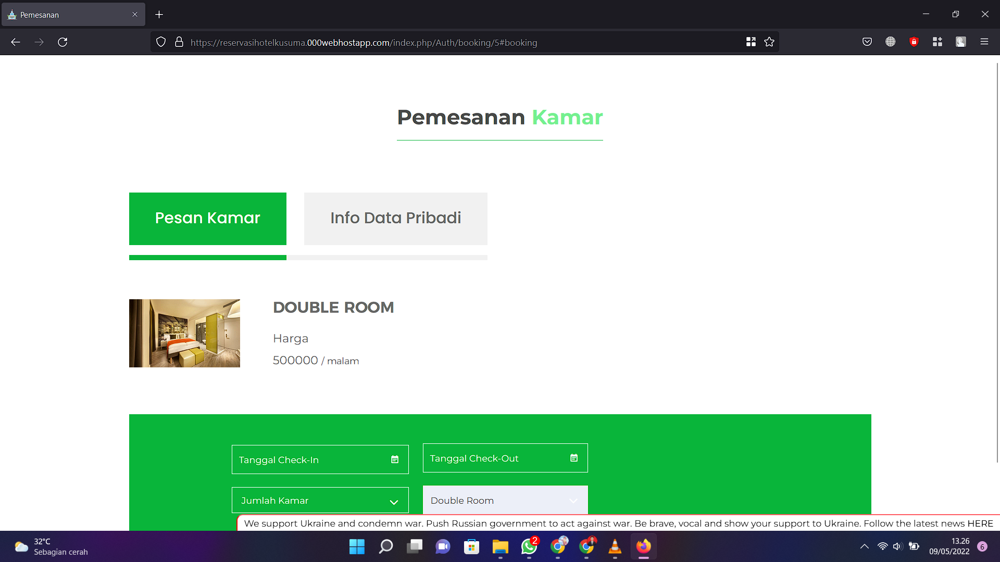 Pemesanan
https://reservasihotelkusuma.000webhostapp.com/index.php/Auth/booking/5#booking
Pemesanan Kamar
Pesan Kamar
Info Data Pribadi
DOUBLE ROOM
Harga
500000 / malam
Tanggal Check-In
Tanggal Check-Out
Jumlah Kamar
Double Room
We support Ukraine and condemn war. Push Russian government to act against war. Be brave, vocal and show your support to Ukraine. Follow the latest news HERE
32°C
Sebagian cerah
2
13.26
09/05/2022
6